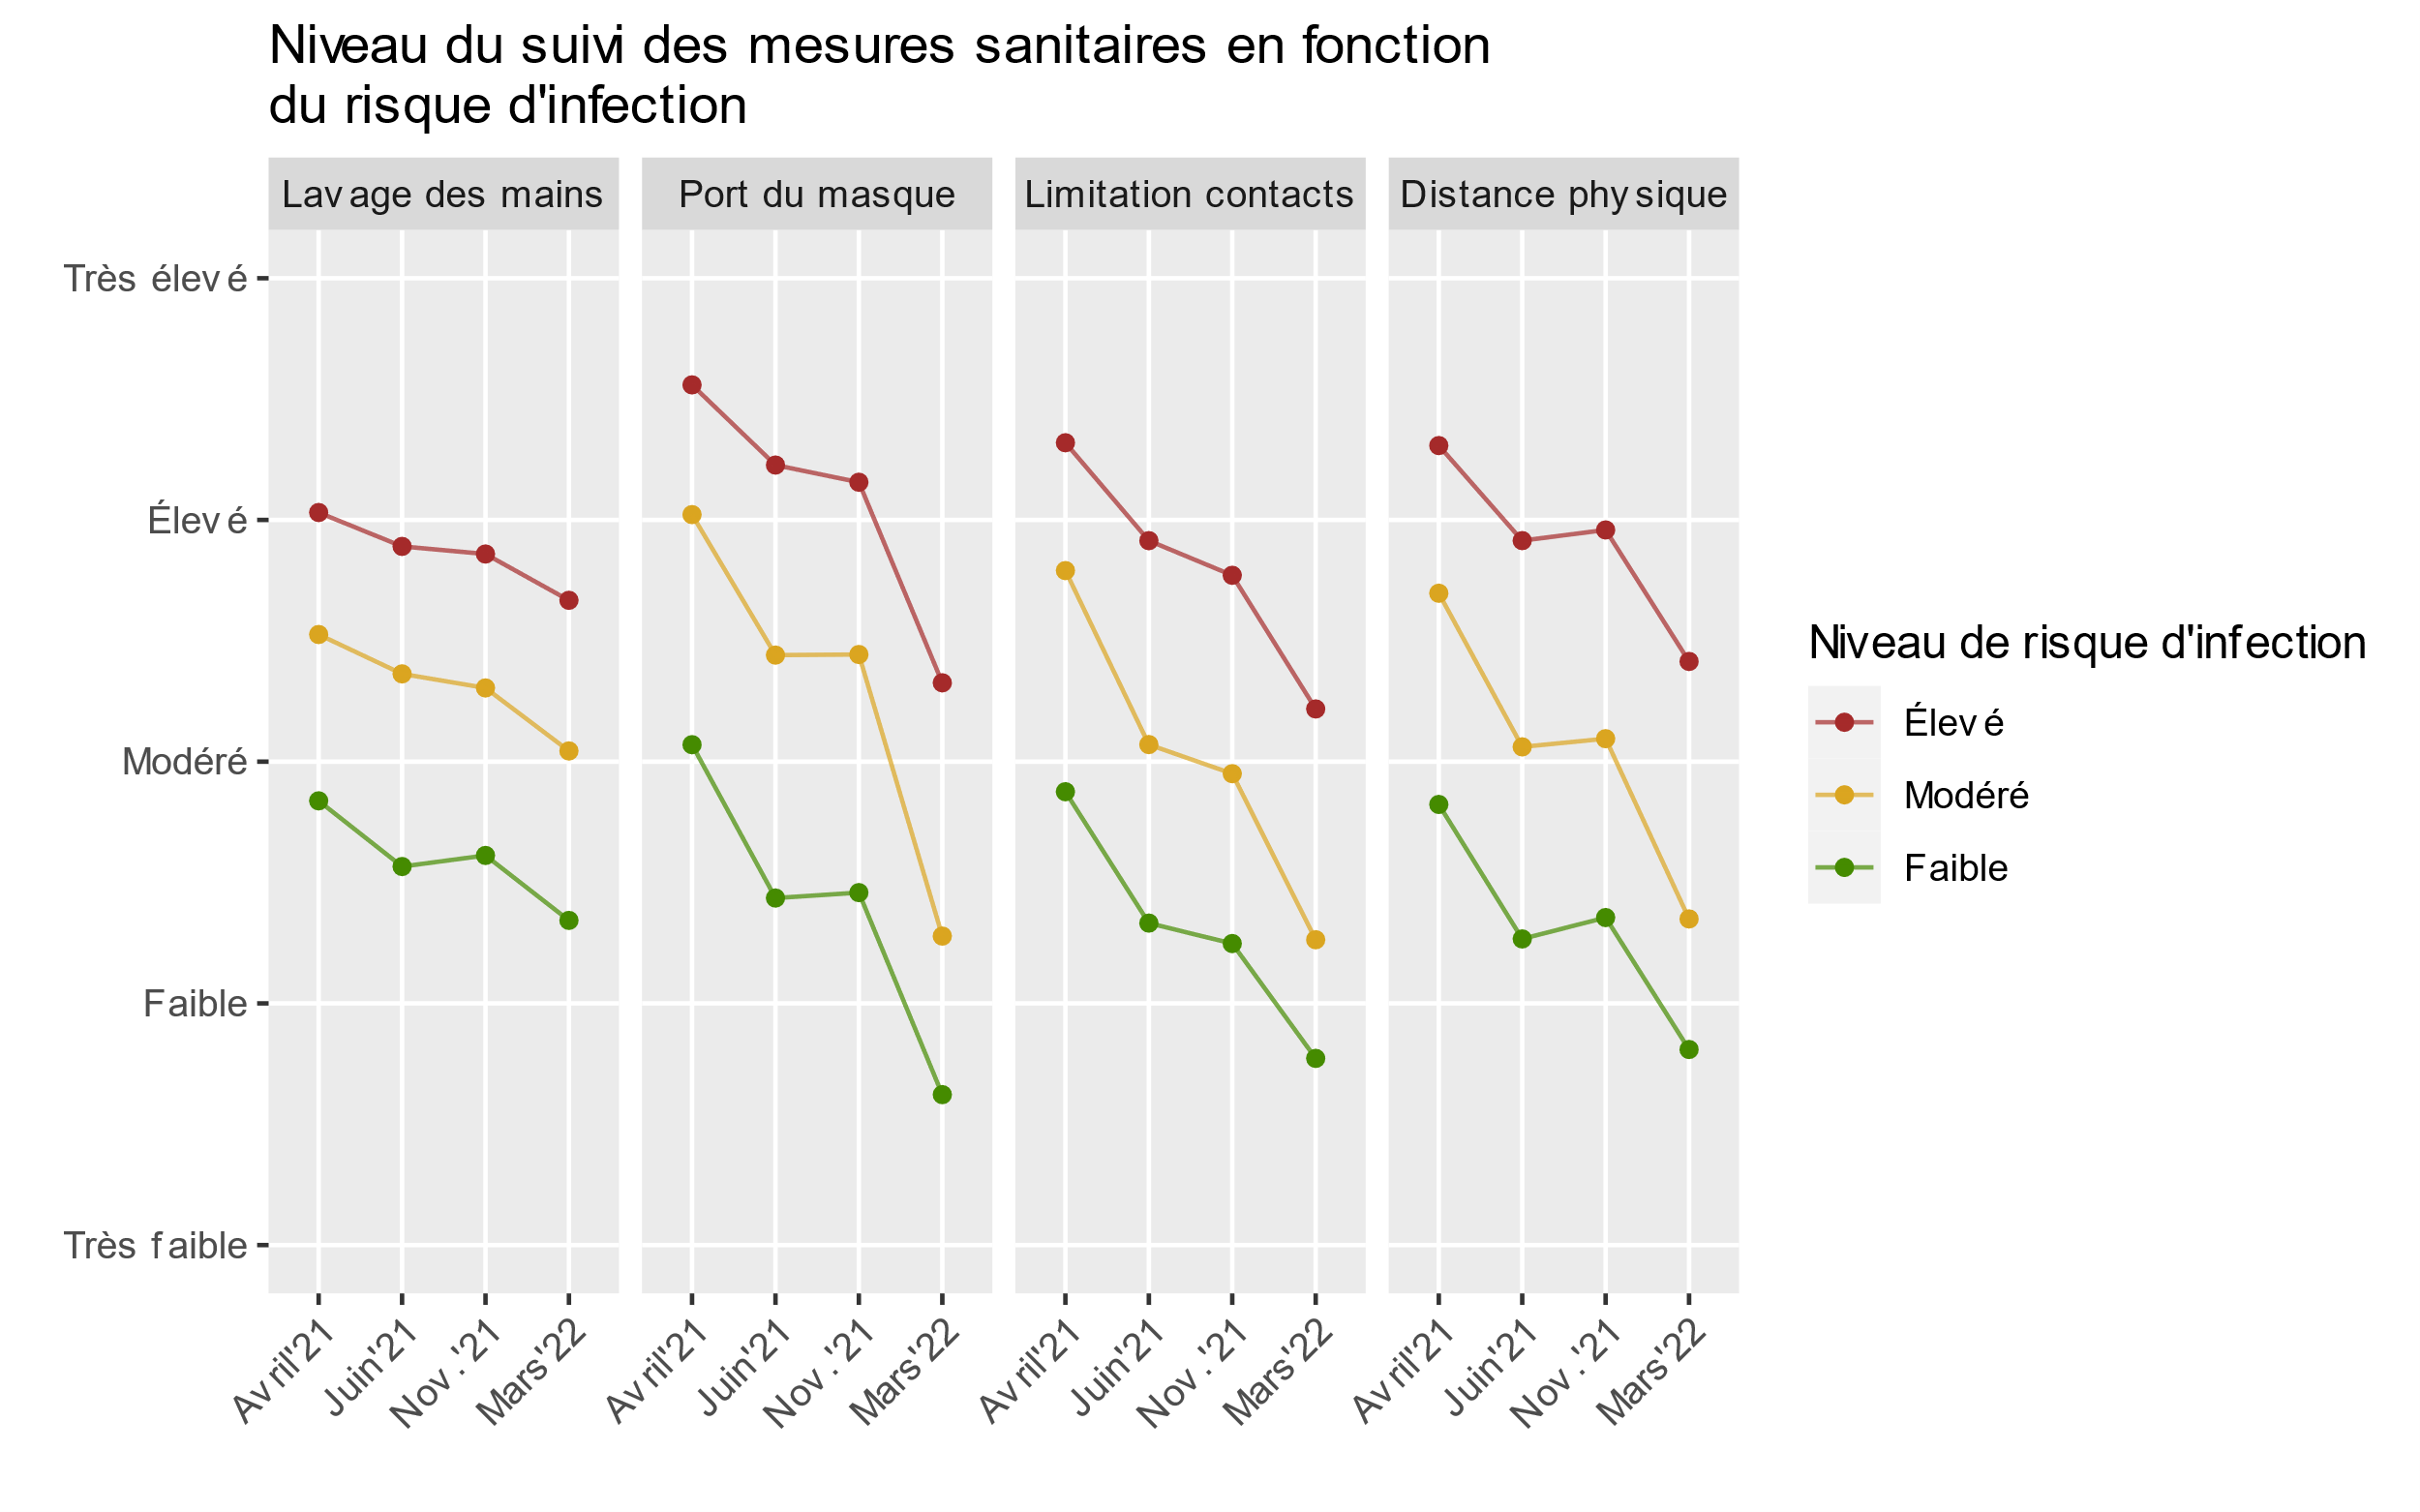 Niveau du suivi des mesures sanitaires en fonction
du risque d'infection
Lavage des mains
Port du masque
Limitation contacts
Distance physique
Très élevé
Élevé
Modéré
Faible
Très faible
Avril'21
Juin'21
Nov.'21
Mars'22
Avril'21
Juin'21
Nov.'21
Mars'22
Avril'21
Juin'21
Nov.'21
Mars'22
Avril'21
Juin'21
Nov.'21
Mars'22
Niveau de risque d'infection
Élevé
Modéré
Faible